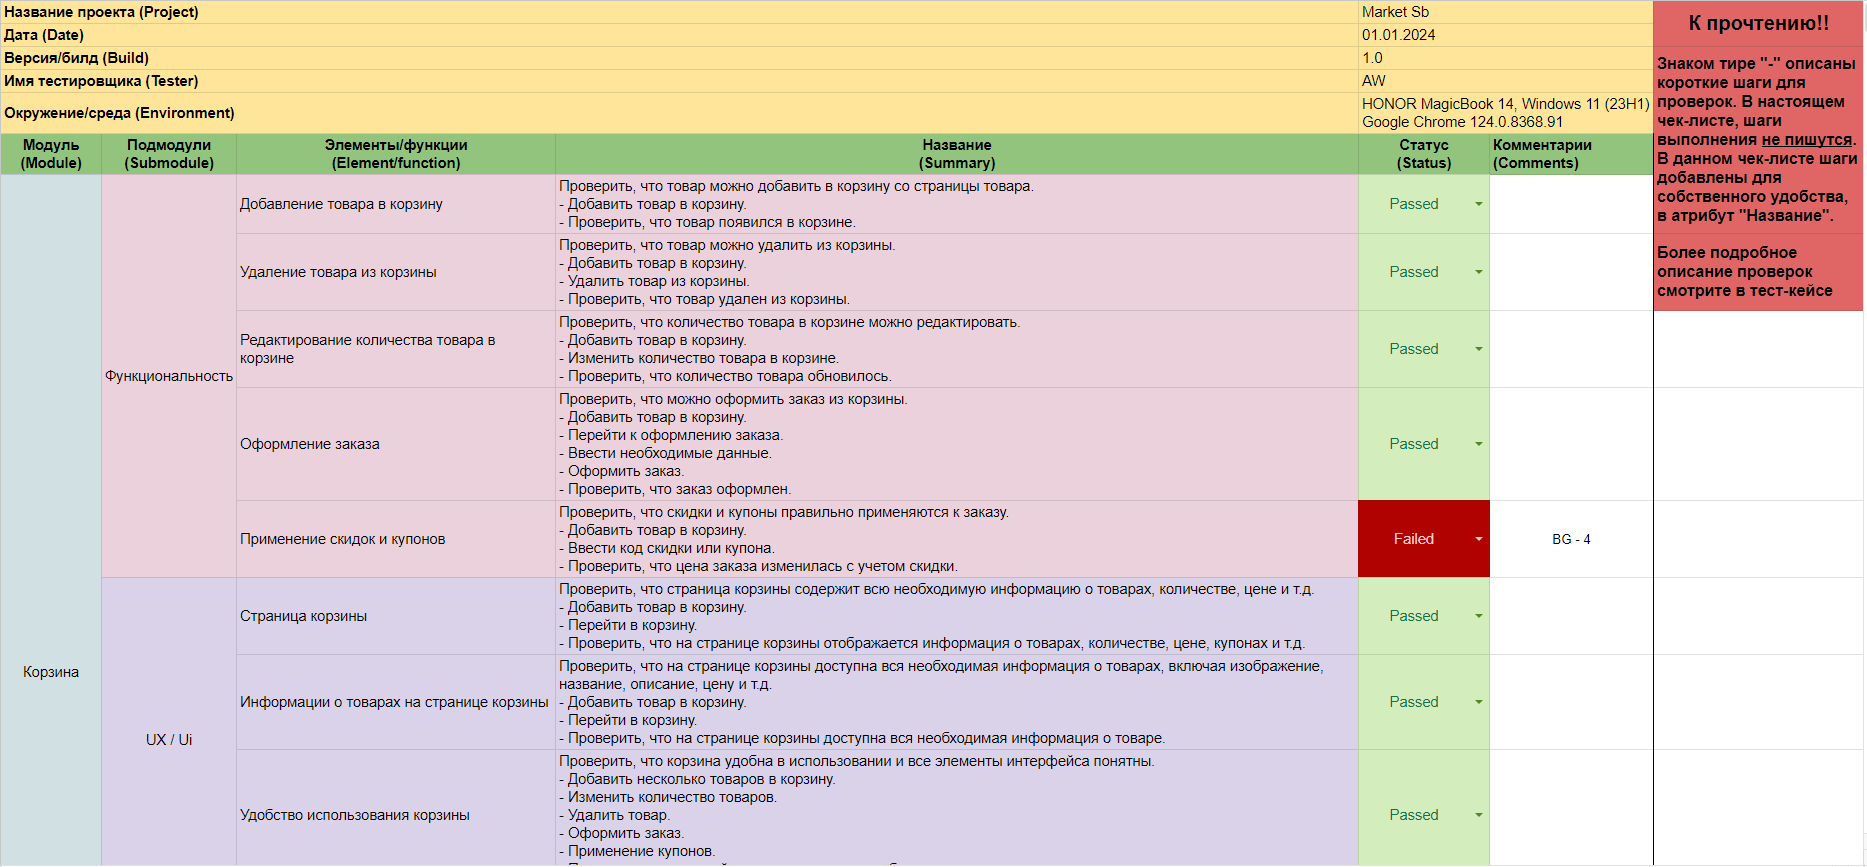 Название проекта (Project)
Market Sb
Дата (Date)
01.01.2024
Версия/билд (Build)
1.0
Имя тестировщика (Tester)
AW
Окружение/среда (Environment)
HONOR MagicBook 14, Windows 11 (23H1)
Google Chrome 124.0.8368.91
К прочтению!!
Знаком тире "-" описаны
короткие шаги для
проверок. В настоящем
чек-листе, шаги
выполнения не пишутся.
В данном чек-листе шаги
добавлены для
собственного удобства,
в атрибут "Название".
Более подробное
описание проверок
смотрите в тест-кейсе
Модуль
(Module)
Подмодули
(Submodule)
Элементы/функции
(Element/function)
Название
(Summary)
Статус
(Status)
Комментарии
(Comments)
Корзина
Функциональность
Добавление товара в корзину
Проверить, что товар можно добавить в корзину со страницы товара.
- Добавить товар в корзину.
- Проверить, что товар появился в корзине.
Passed
Удаление товара из корзины
Проверить, что товар можно удалить из корзины.
- Добавить товар в корзину.
- Удалить товар из корзины.
- Проверить, что товар удален из корзины.
Passed
Редактирование количества товара в
корзине
Проверить, что количество товара в корзине можно редактировать.
- Добавить товар в корзину.
- Изменить количество товара в корзине.
- Проверить, что количество товара обновилось.
Passed
Оформление заказа
Проверить, что можно оформить заказ из корзины.
- Добавить товар в корзину.
- Перейти к оформлению заказа.
- Ввести необходимые данные.
- Оформить заказ.
- Проверить, что заказ оформлен.
Passed
Применение скидок и купонов
Проверить, что скидки и купоны правильно применяются к заказу.
- Добавить товар в корзину.
- Ввести код скидки или купона.
- Проверить, что цена заказа изменилась с учетом скидки.
Failed
BG - 4
UX / Ui
Страница корзины
Проверить, что страница корзины содержит всю необходимую информацию о товарах, количестве, цене и т.д.
- Добавить товар в корзину.
- Перейти в корзину.
- Проверить, что на странице корзины отображается информация о товарах, количестве, цене, купонах и т.д.
Passed
Информации о товарах на странице корзины
Проверить, что на странице корзины доступна вся необходимая информация о товарах, включая изображение,
название, описание, цену и т.д.
- Добавить товар в корзину.
- Перейти в корзину.
- Проверить, что на странице корзины доступна вся необходимая информация о товаре.
Passed
Удобство использования корзины
Проверить, что корзина удобна в использовании и все элементы интерфейса понятны.
- Добавить несколько товаров в корзину.
- Изменить количество товаров.
- Удалить товар.
- Оформить заказ.
- Применение купонов.
Passed